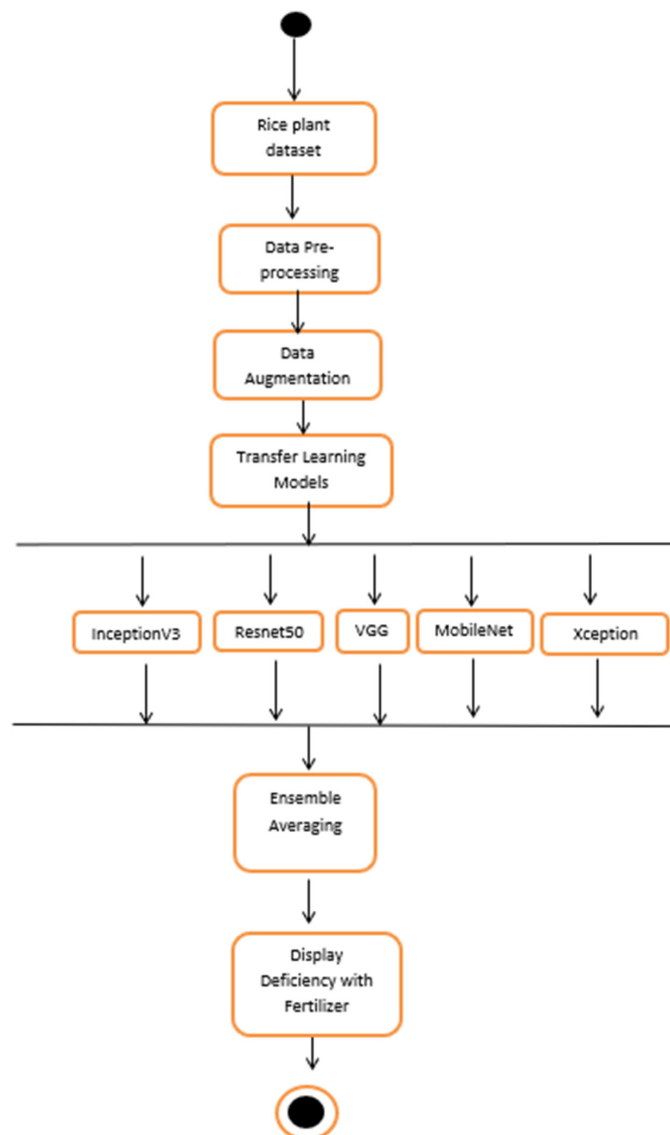 Rice plant
dataset
Data Pre-
processing
Data
Augmentation
Transfer Learning
Models
InceptionV3
Resnet50
VGG
MobileNet
Xception
Ensemble
Averaging
Display
Deficiency with
Fertilizer